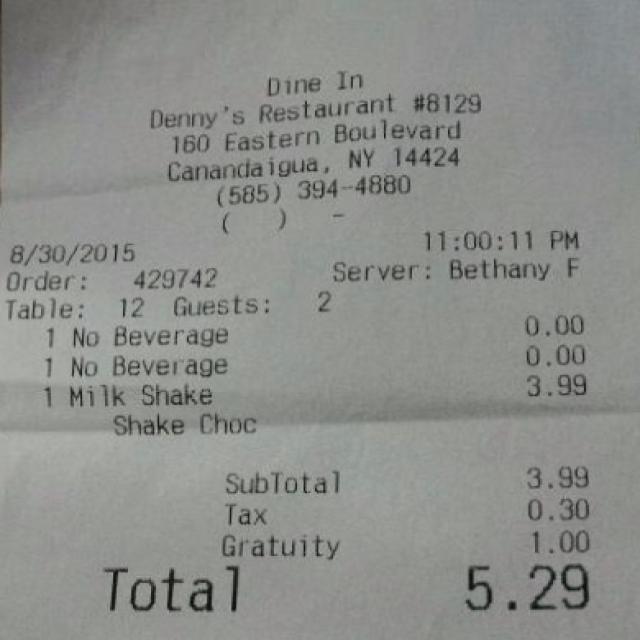 Dine In
Denny's Restaurant #8129
160 Eastern Boulevard
Canandaigua, NY 14424
(585) 394-4880
(   )   -
8/30/2015 11:00:11 PM
Order: 429742 Server: Bethany F
Table: 12 Guests: 2
1 No Beverage 0.00
1 No Beverage 0.00
1 Milk Shake 3.99
Shake Choc
SubTotal 3.99
Tax 0.30
Gratuity 1.00
Total 5.29